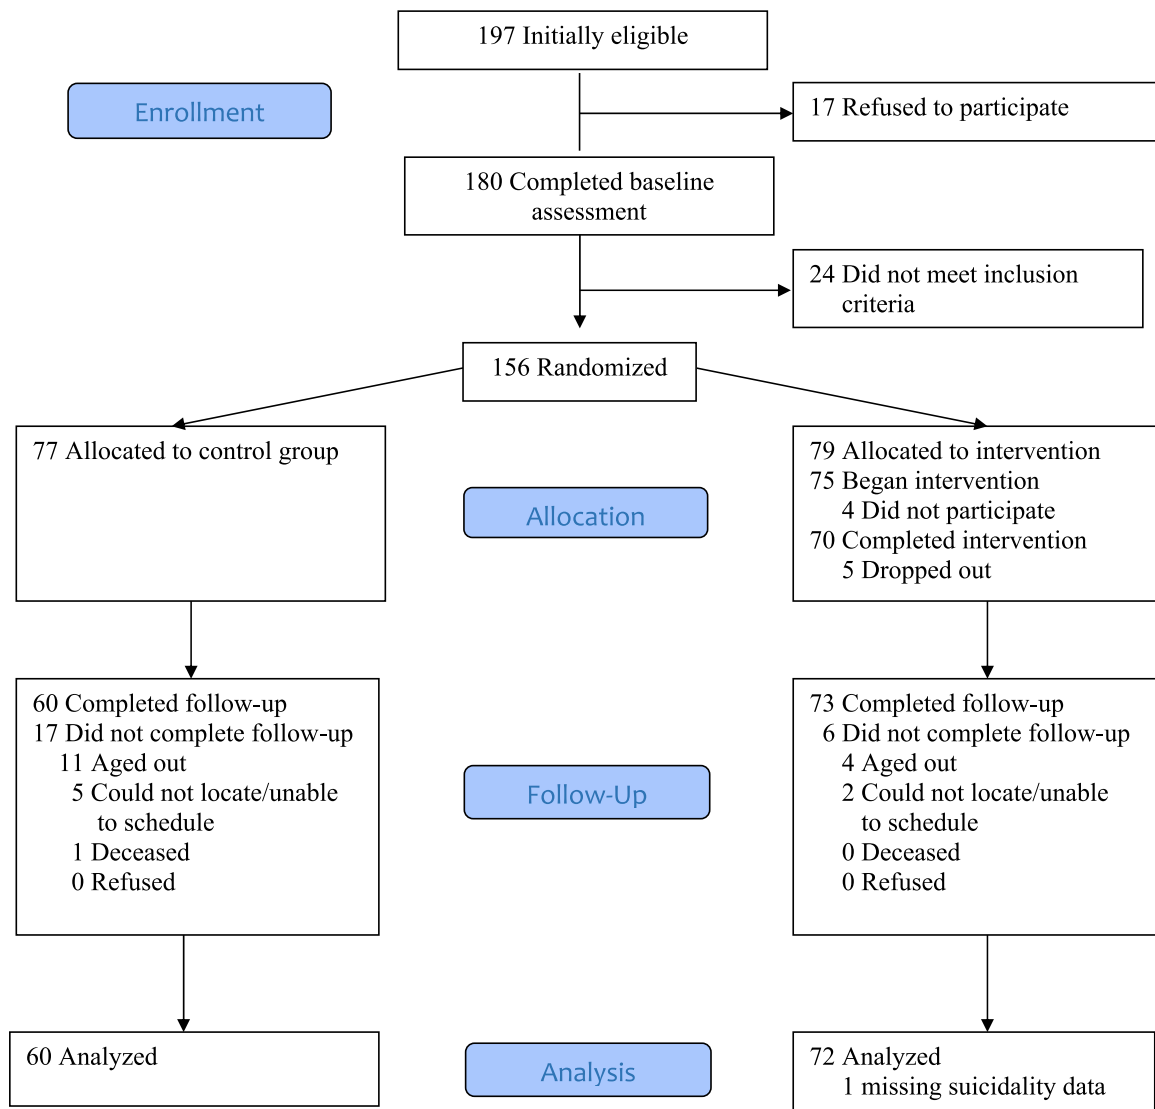 197 Initially eligible
Enrollment
17 Refused to participate
180 Completed baseline
assessment
24 Did not meet inclusion
criteria
156 Randomized
77 Allocated to control group
79 Allocated to intervention
75 Began intervention
4 Did not participate
70 Completed intervention
5 Dropped out
Allocation
60 Completed follow-up
17 Did not complete follow-up
11 Aged out
5 Could not locate/unable
to schedule
1 Deceased
0 Refused
Follow-Up
73 Completed follow-up
6 Did not complete follow-up
4 Aged out
2 Could not locate/unable
to schedule
0 Deceased
0 Refused
60 Analyzed
Analysis
72 Analyzed
1 missing suicidality data